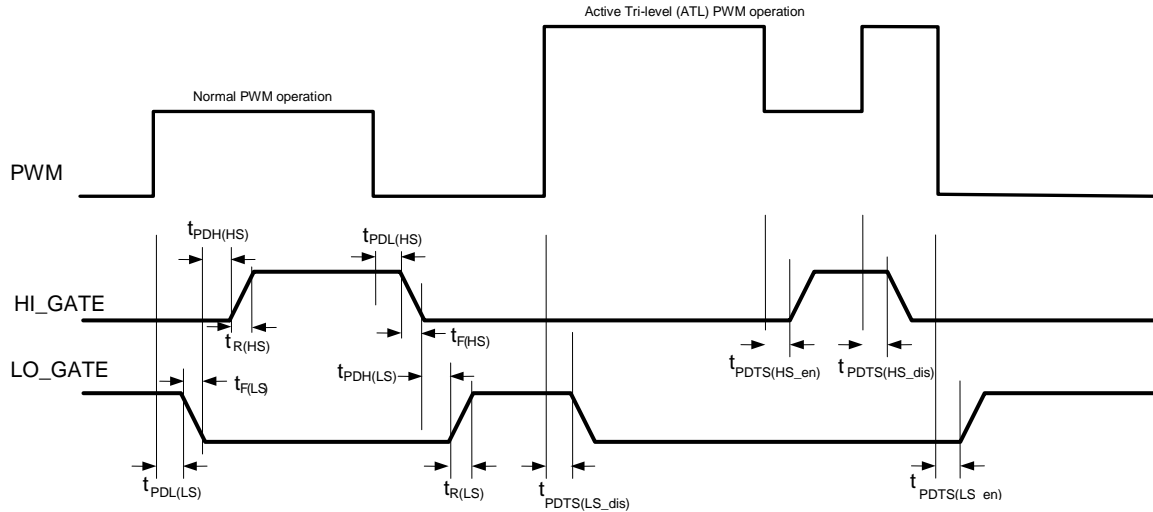 Active Tri-level (ATL) PWM operation
Normal PWM operation
PWM
tPDH(HS)
tPDL(HS)
HI_GATE
tR(HS)
tF(HS)
tPDTS(HS_en)
tPDTS(HS_dis)
LO_GATE
tF(LS)
tPDH(LS)
tPDL(LS)
tR(LS)
tPDTS(LS_dis)
tPDTS(LS_en)